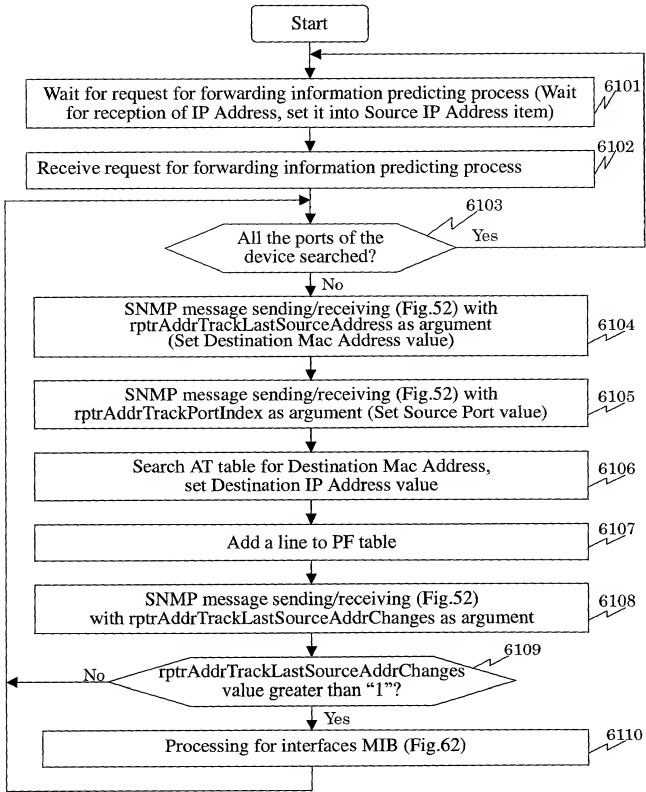 Start
Wait for request for forwarding information predicting process (Wait
for reception of IP Address, set it into Source IP Address item)
6101
Receive request for forwarding information predicting process
6102
All the ports of the
device searched?
6103
Yes
No
SNMP message sending/receiving (Fig.52) with
rptrAddrTrackLastSourceAddress as argument
(Set Destination Mac Address value)
6104
SNMP message sending/receiving (Fig.52) with
rptrAddrTrackPortIndex as argument (Set Source Port value)
6105
Search AT table for Destination Mac Address,
set Destination IP Address value
6106
Add a line to PF table
6107
SNMP message sending/receiving (Fig.52)
with rptrAddrTrackLastSourceAddrChanges as argument
6108
rptrAddrTrackLastSourceAddrChanges
value greater than “1”?
6109
No
Yes
Processing for interfaces MIB (Fig.62)
6110